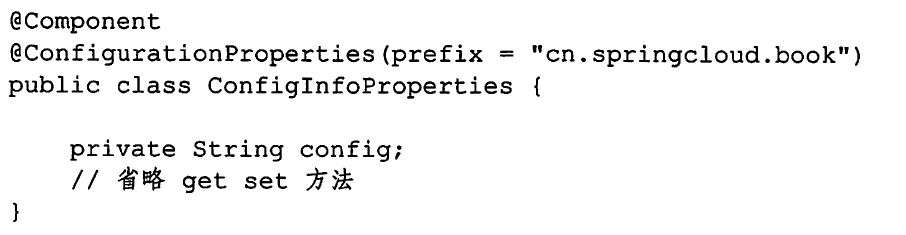 @Component
@ConfigurationProperties(prefix = "cn.springcloud.book")
public class ConfigInfoProperties {
private String config;
// 省略 get set 方法
}